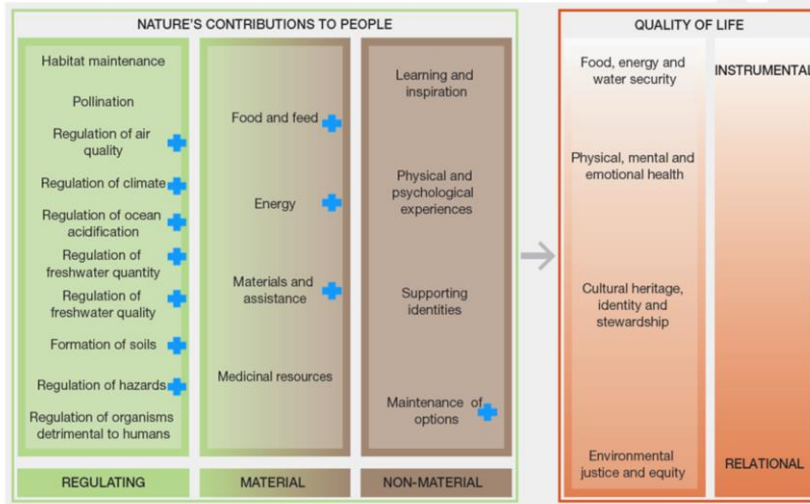 NATURE'S CONTRIBUTIONS TO PEOPLE
Habitat maintenance
Pollination
Regulation of air
quality
Regulation of climate
Regulation of ocean
acidification
Regulation of
freshwater quantity
Regulation of
freshwater quality
Formation of soils
Regulation of hazards
Regulation of organisms
detrimental to humans
REGULATING
Food and feed
Energy
Materials and
assistance
Medicinal resources
MATERIAL
Learning and
inspiration
Physical and
psychological
experiences
Supporting
identities
Maintenance of
options
NON-MATERIAL
QUALITY OF LIFE
Food, energy and
water security
Physical, mental and
emotional health
Cultural heritage,
identity and
stewardship
Environmental
justice and equity
INSTRUMENTAL
RELATIONAL